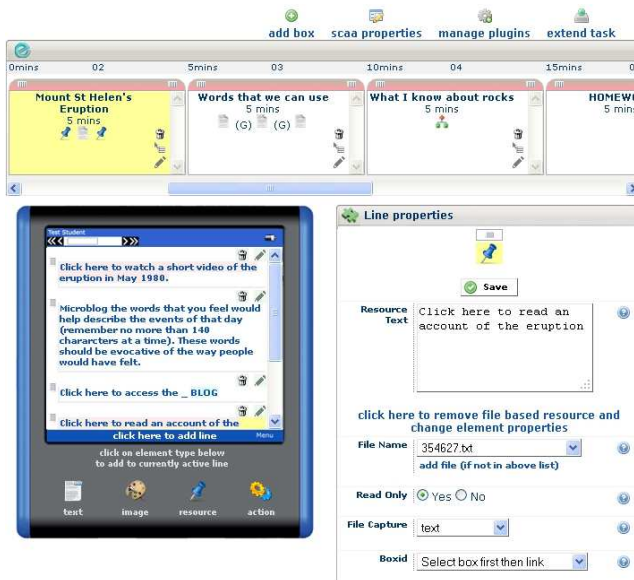 add box scaa properties manage plugins extend task
0mins 02 5mins 03 10mins 04 15mins 0
Mount St Helen's
Eruption
5 mins
Words that we can use
5 mins
(G) (G)
What I know about rocks
5 mins
HOMEW
5 min
Test Student
Click here to watch a short video of the
eruption in May 1980.
Microblog the words that you feel would
help describe the events of that day
(remember no more than 140
chararcters at a time). These words
should be evocative of the way people
would have felt.
Click here to access the _ BLOG
Click here to read an account of the
click here to add line Menu
click on element type below
to add to currently active line
text image resource action
Line properties
Save
Resource
Text
Click here to read an
account of the eruption
click here to remove file based resource and
change element properties
File Name 354627.txt
add file (if not in above list)
Read Only Yes No
File Capture text
Boxid Select box first then link